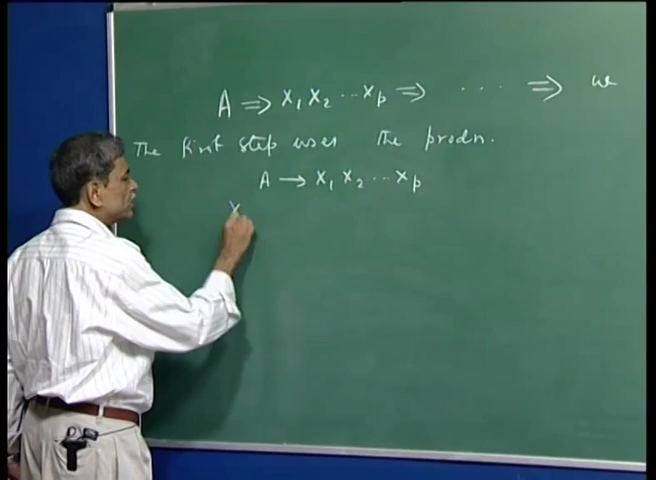 A ⇒ X₁ X₂ ... Xₚ ⇒ ... ⇒ w
The first step uses the prodn.
A → X₁ X₂ ... Xₚ
X